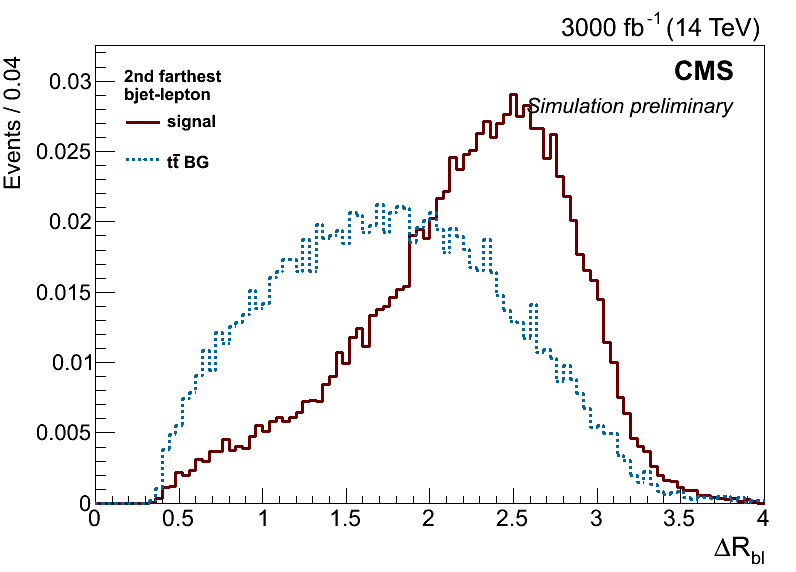 3000 fb⁻¹ (14 TeV)
Events / 0.04
CMS
Simulation preliminary
2nd farthest
bjet-lepton
signal
tt̄ BG
0.03
0.025
0.02
0.015
0.01
0.005
0
0 0.5 1 1.5 2 2.5 3 3.5 4
ΔR_bl